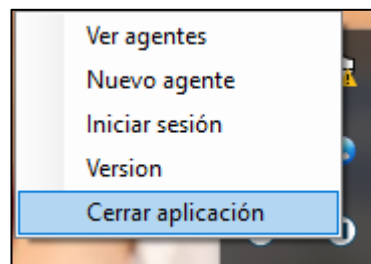 Ver agentes
Nuevo agente
Iniciar sesión
Version
Cerrar aplicación